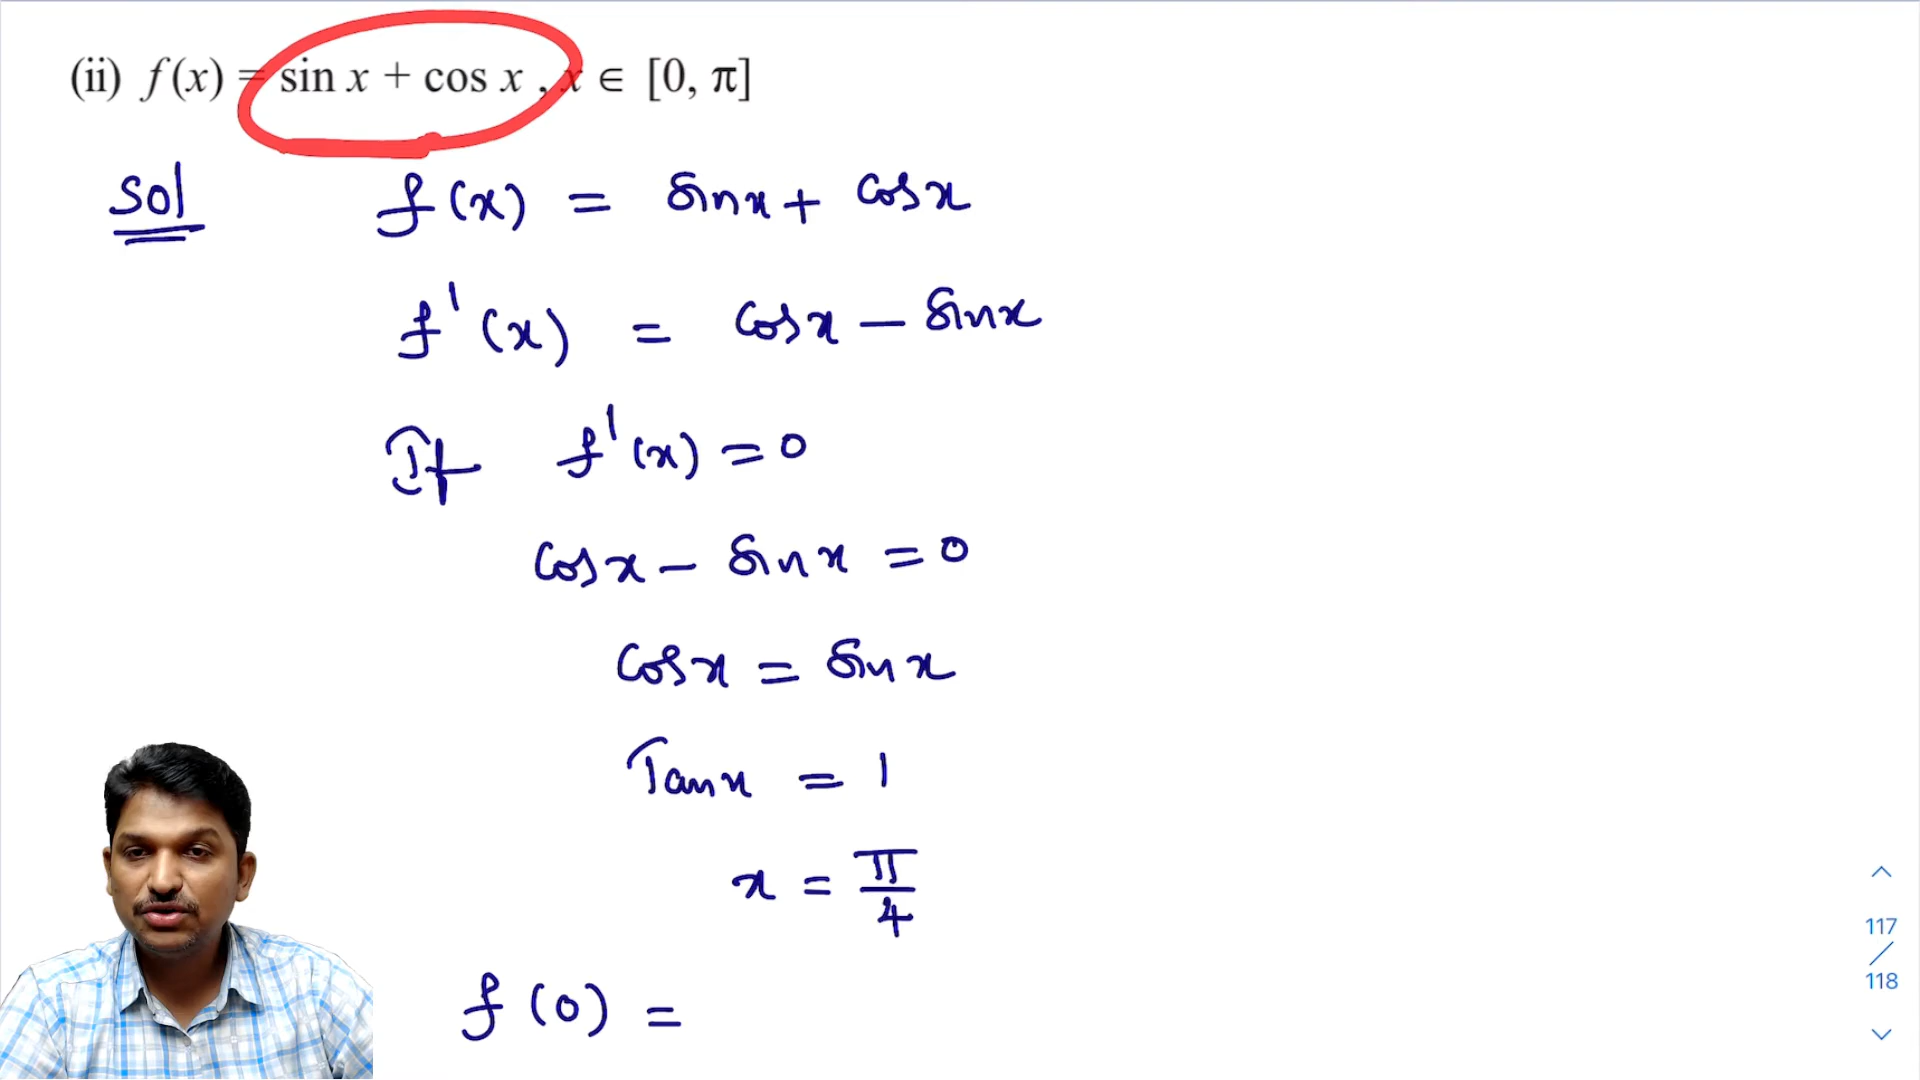 (ii) f(x) = sin x + cos x , x ∈ [0, π]
Sol f(x) = sinx + cosx
f'(x) = cosx - sinx
If f'(x) = 0
cosx - sinx = 0
cosx = sinx
Tanx = 1
x = π/4
f(0) =
117
/
118